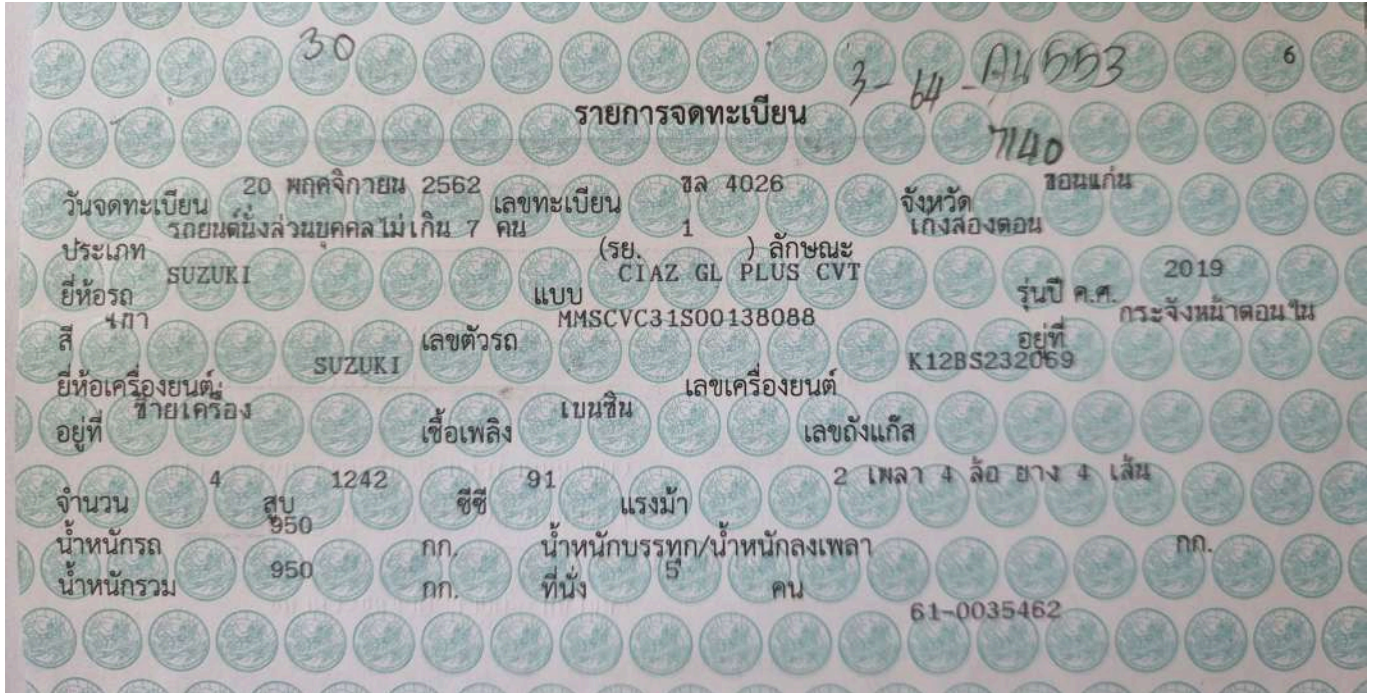 30
3-64-
553
6
รายการจดทะเบียน
7140
วันจดทะเบียน 20 พฤศจิกายน 2562 เลขทะเบียน ขล 4026 จังหวัด ขอนแก่น
ประเภท รถยนต์นั่งส่วนบุคคลไม่เกิน 7 คน (รย. 1 ) ลักษณะ เก๋งสองตอน
ยี่ห้อรถ SUZUKI แบบ CIAZ GL PLUS CVT รุ่นปี ค.ศ. 2019
สี เทา เลขตัวรถ MMSCVC31S00138088 อยู่ที่ กระจังหน้าตอนใน
ยี่ห้อเครื่องยนต์ SUZUKI เลขเครื่องยนต์ K12BS232069
อยู่ที่ ซ้ายเครื่อง เชื้อเพลิง เบนซิน เลขถังแก๊ส
จำนวน 4 สูบ 1242 ซีซี 91 แรงม้า 2 เพลา 4 ล้อ ยาง 4 เส้น
น้ำหนักรถ 950 กก. น้ำหนักบรรทุก/น้ำหนักลงเพลา กก.
น้ำหนักรวม 950 กก. ที่นั่ง 5 คน
61-0035462